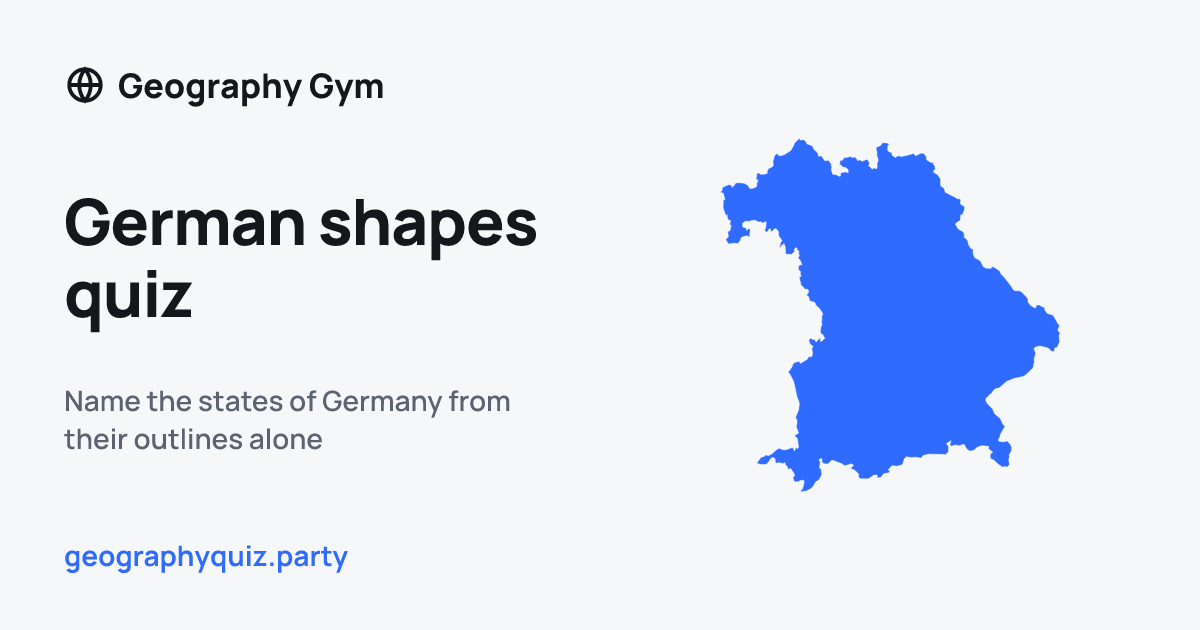 Geography Gym
German shapes
quiz
Name the states of Germany from
their outlines alone
geographyquiz.party